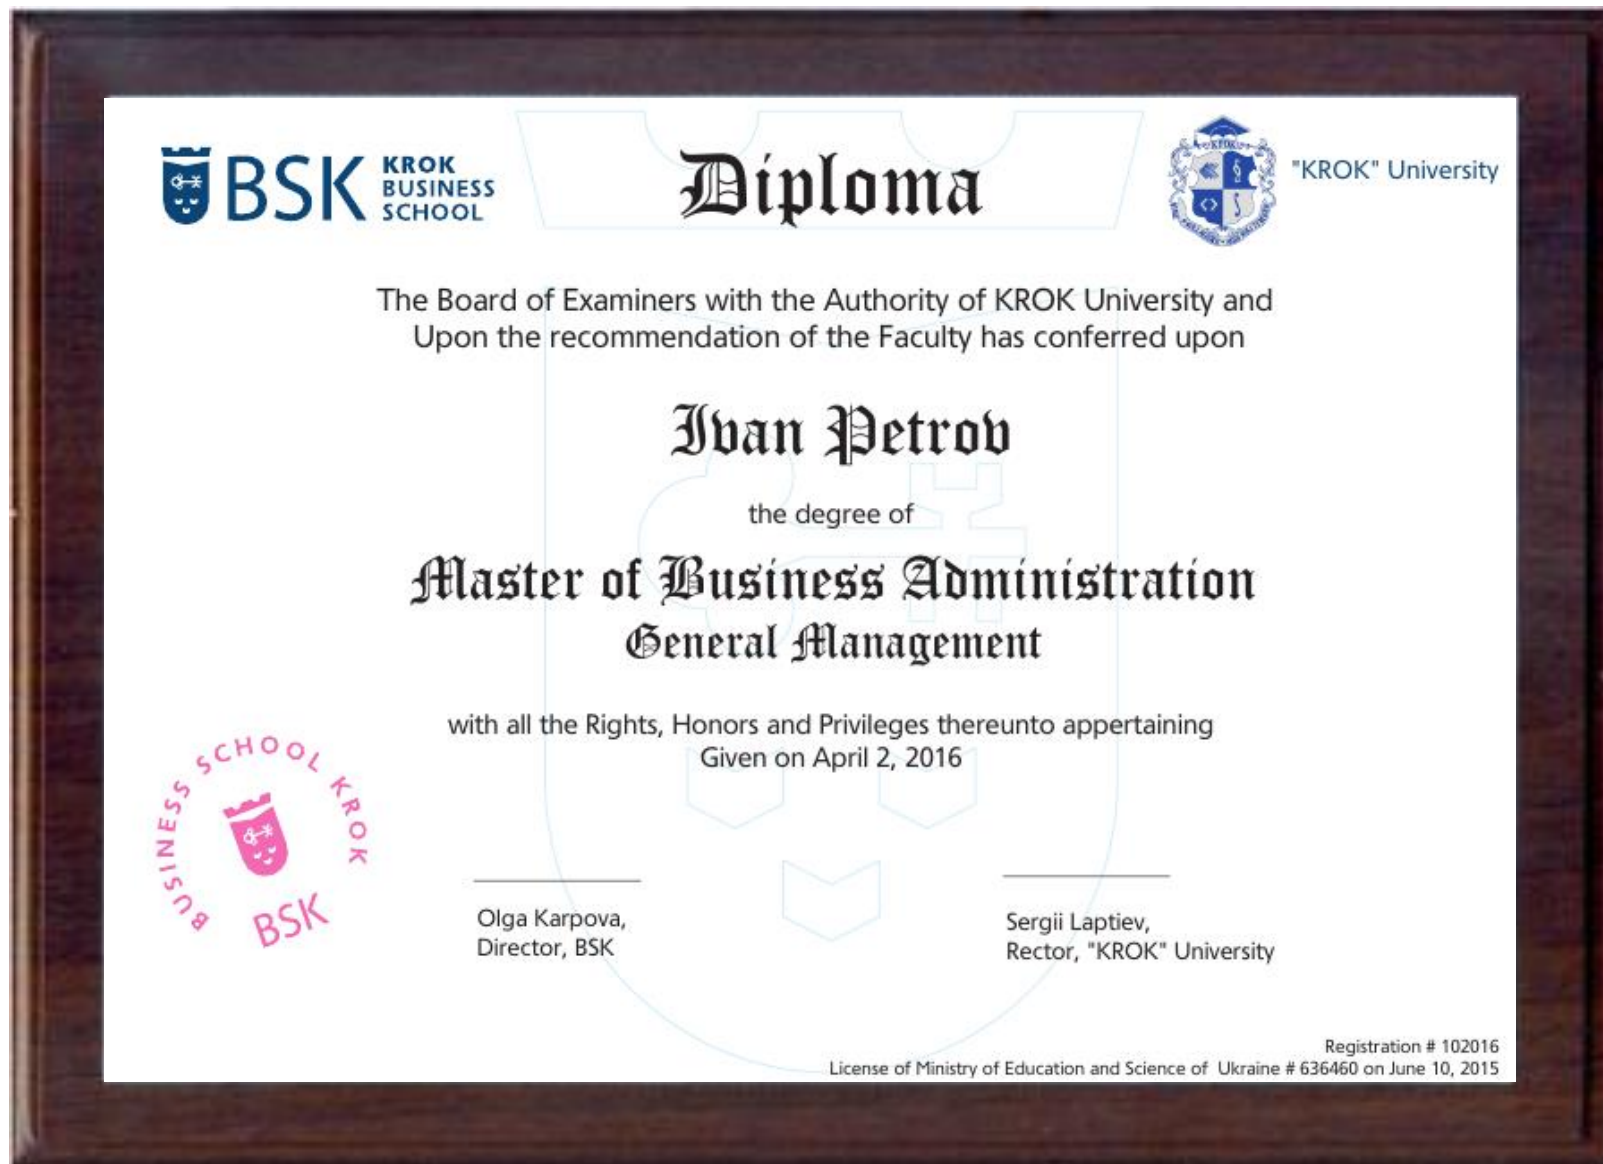 BSK KROK
BUSINESS
SCHOOL
Diploma
"KROK" University
The Board of Examiners with the Authority of KROK University and
Upon the recommendation of the Faculty has conferred upon
Ivan Petrov
the degree of
Master of Business Administration
General Management
with all the Rights, Honors and Privileges thereunto appertaining
Given on April 2, 2016
BUSINESS SCHOOL KROK
BSK
Olga Karpova,
Director, BSK
Sergii Laptiev,
Rector, "KROK" University
Registration # 102016
License of Ministry of Education and Science of Ukraine # 636460 on June 10, 2015